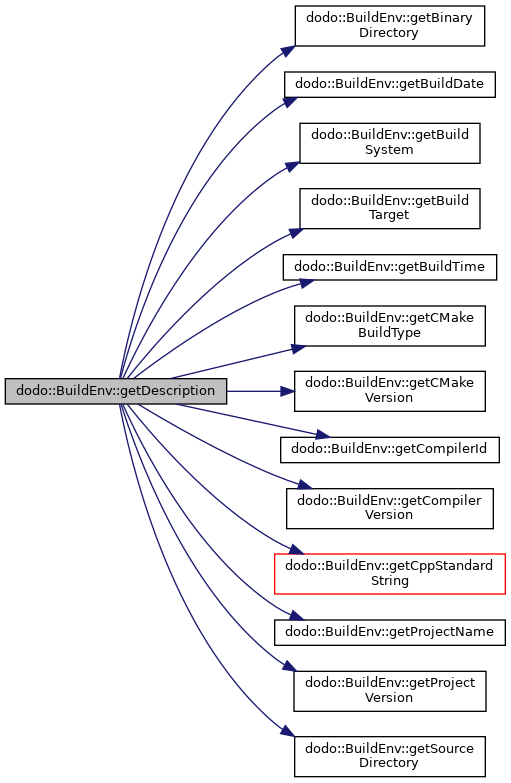 dodo::BuildEnv::getBinary
Directory
dodo::BuildEnv::getBuildDate
dodo::BuildEnv::getBuild
System
dodo::BuildEnv::getBuild
Target
dodo::BuildEnv::getBuildTime
dodo::BuildEnv::getCMake
BuildType
dodo::BuildEnv::getDescription
dodo::BuildEnv::getCMake
Version
dodo::BuildEnv::getCompilerId
dodo::BuildEnv::getCompiler
Version
dodo::BuildEnv::getCppStandard
String
dodo::BuildEnv::getProjectName
dodo::BuildEnv::getProject
Version
dodo::BuildEnv::getSource
Directory